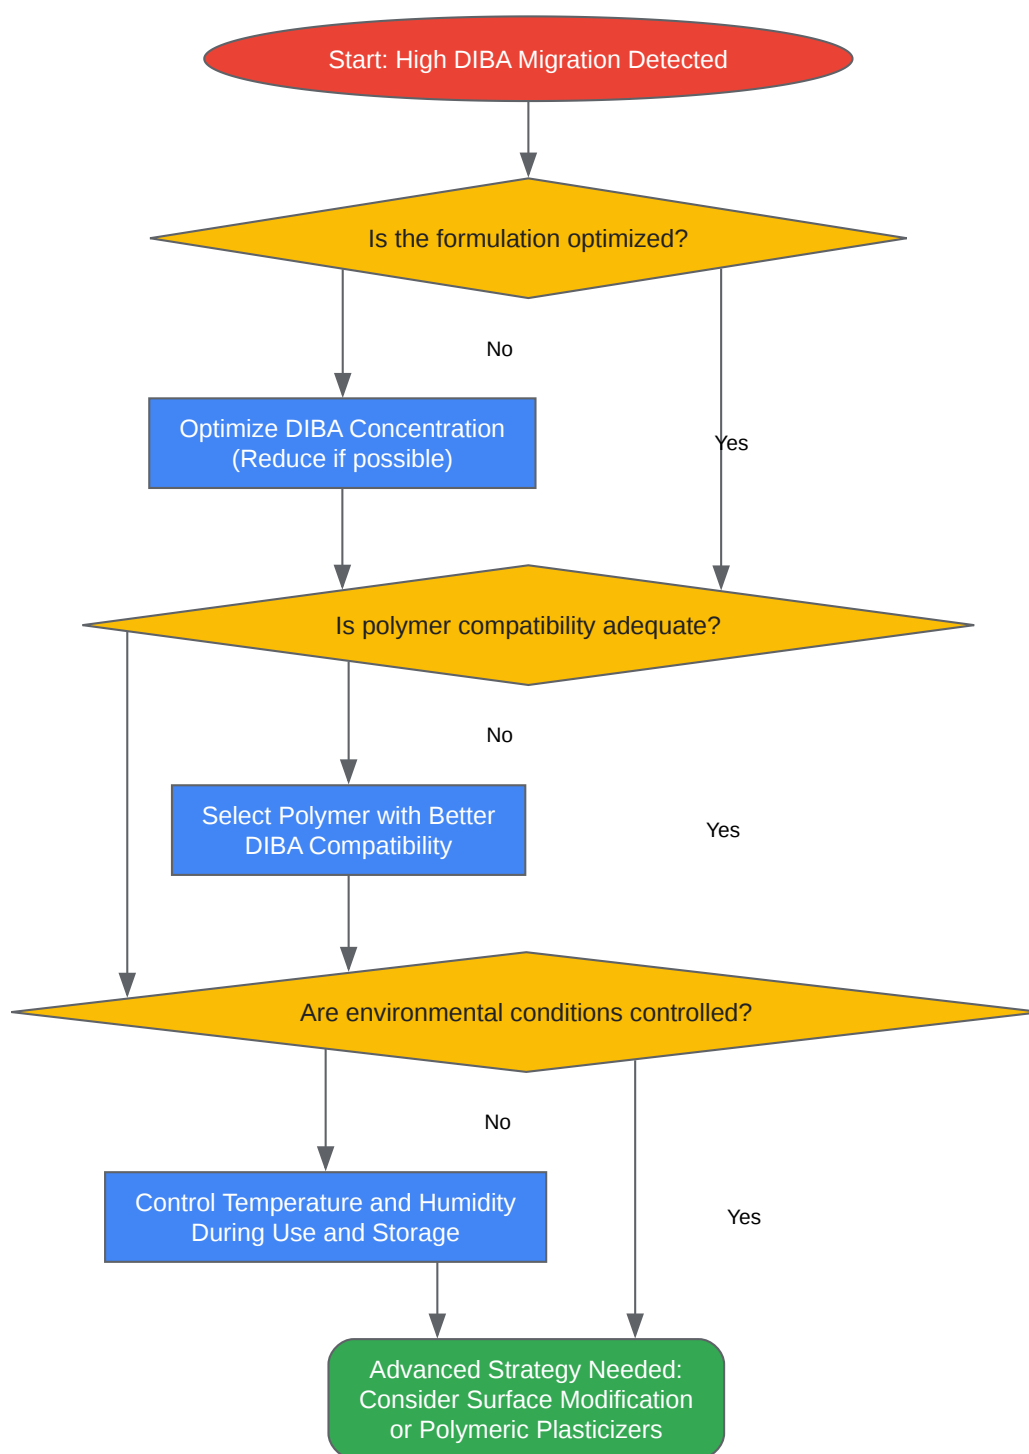 Start: High DIBA Migration Detected
Is the formulation optimized?
No
Optimize DIBA Concentration
(Reduce if possible)
Yes
Is polymer compatibility adequate?
No
Select Polymer with Better
DIBA Compatibility
Yes
Are environmental conditions controlled?
No
Control Temperature and Humidity
During Use and Storage
Yes
Advanced Strategy Needed:
Consider Surface Modification
or Polymeric Plasticizers